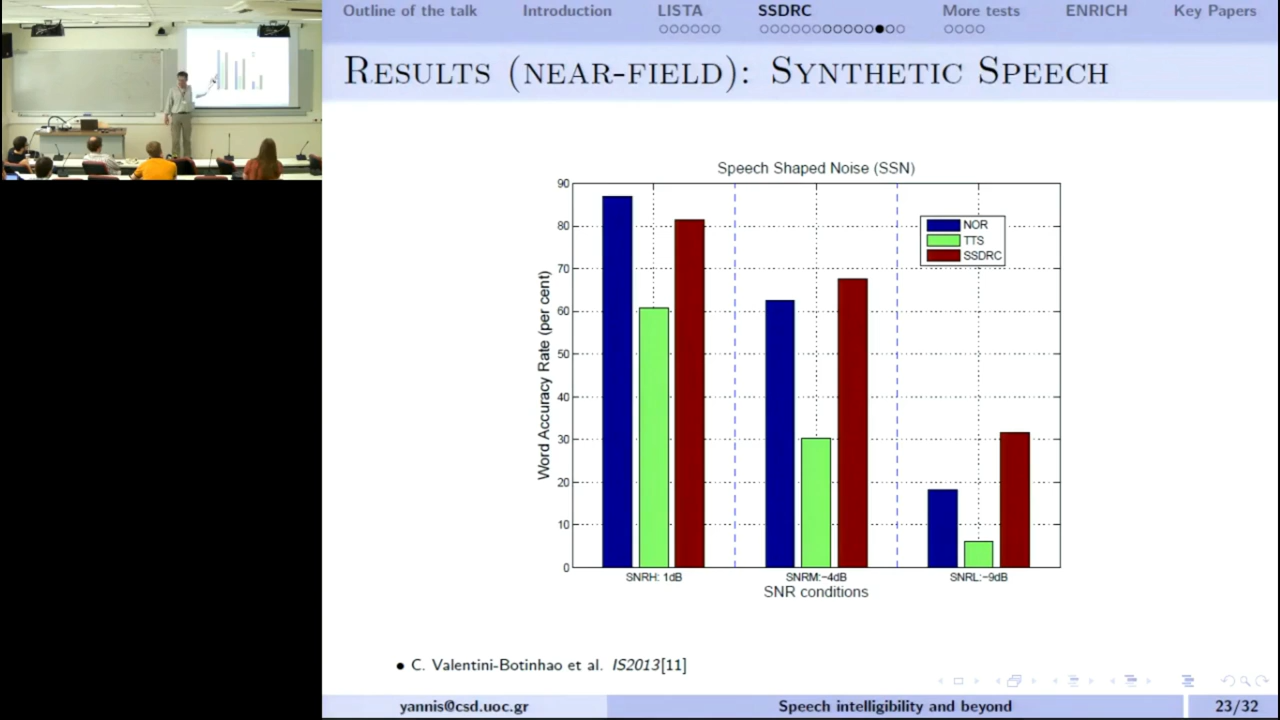 Outline of the talk Introduction LISTA SSDRC More tests ENRICH Key Papers
Results (near-field): Synthetic Speech
Speech Shaped Noise (SSN)
90
80
70
60
50
40
30
20
10
0
Word Accuracy Rate (per cent)
NOR
TTS
SSDRC
SNRH: 1dB SNRM:−4dB SNRL:−9dB
SNR conditions
• C. Valentini-Botinhao et al. IS2013[11]
yannis@csd.uoc.gr Speech intelligibility and beyond 23/32